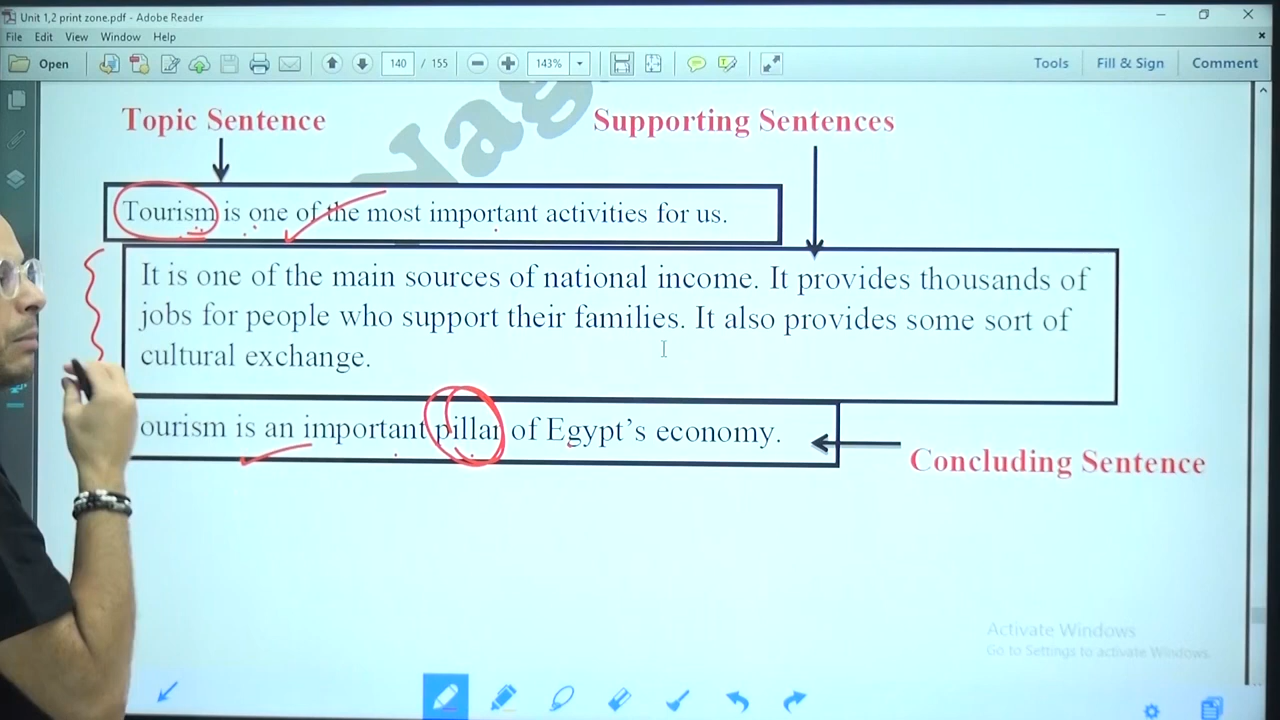 Unit 1,2 print zone.pdf - Adobe Reader
File Edit View Window Help
Open 140 / 155 143% Tools Fill & Sign Comment
Topic Sentence Supporting Sentences
Nag
Tourism is one of the most important activities for us.
It is one of the main sources of national income. It provides thousands of
jobs for people who support their families. It also provides some sort of
cultural exchange.
ourism is an important pillar of Egypt’s economy.
Concluding Sentence
Activate Windows
Go to Settings to activate Windows.